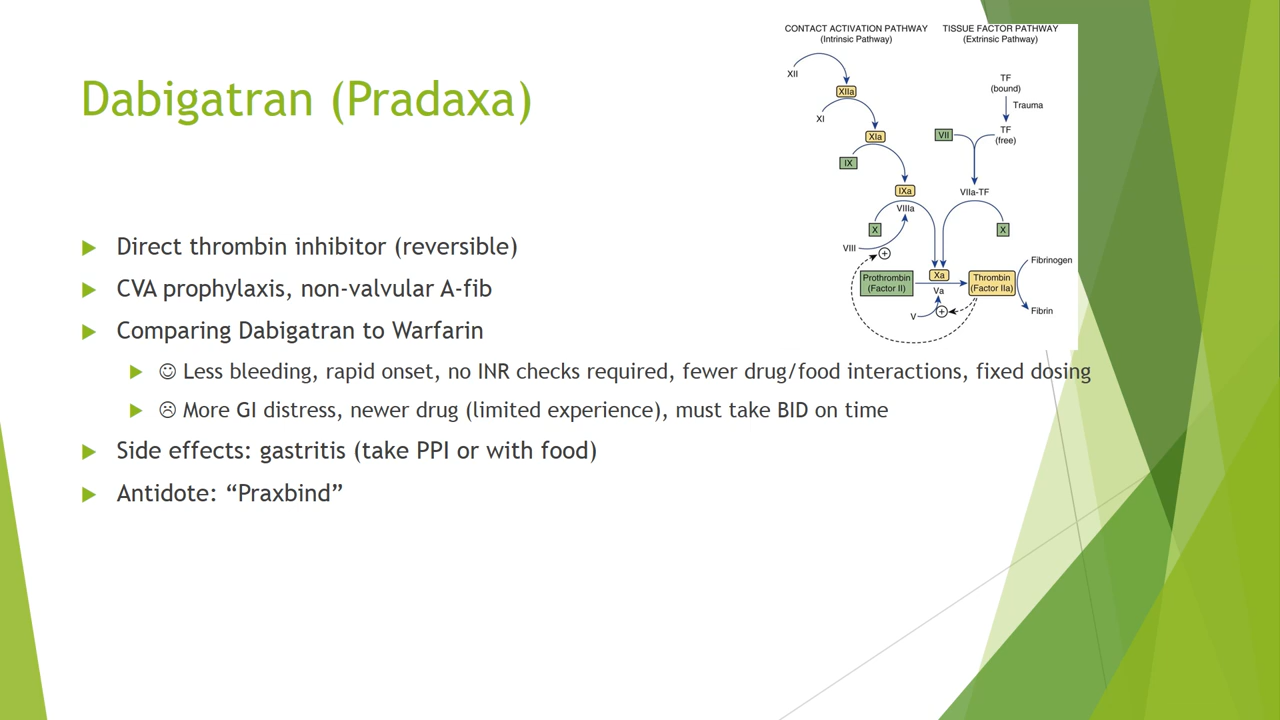 Dabigatran (Pradaxa)
CONTACT ACTIVATION PATHWAY
(Intrinsic Pathway)
TISSUE FACTOR PATHWAY
(Extrinsic Pathway)
XII
XIIa
XI
XIa
IX
IXa
VIIIa
X
VIII
+
TF
(bound)
Trauma
TF
(free)
VII
VIIa-TF
X
Prothrombin
(Factor II)
Xa
Va
V
+
Thrombin
(Factor IIa)
Fibrinogen
Fibrin
Direct thrombin inhibitor (reversible)
CVA prophylaxis, non-valvular A-fib
Comparing Dabigatran to Warfarin
☺ Less bleeding, rapid onset, no INR checks required, fewer drug/food interactions, fixed dosing
☹ More GI distress, newer drug (limited experience), must take BID on time
Side effects: gastritis (take PPI or with food)
Antidote: “Praxbind”